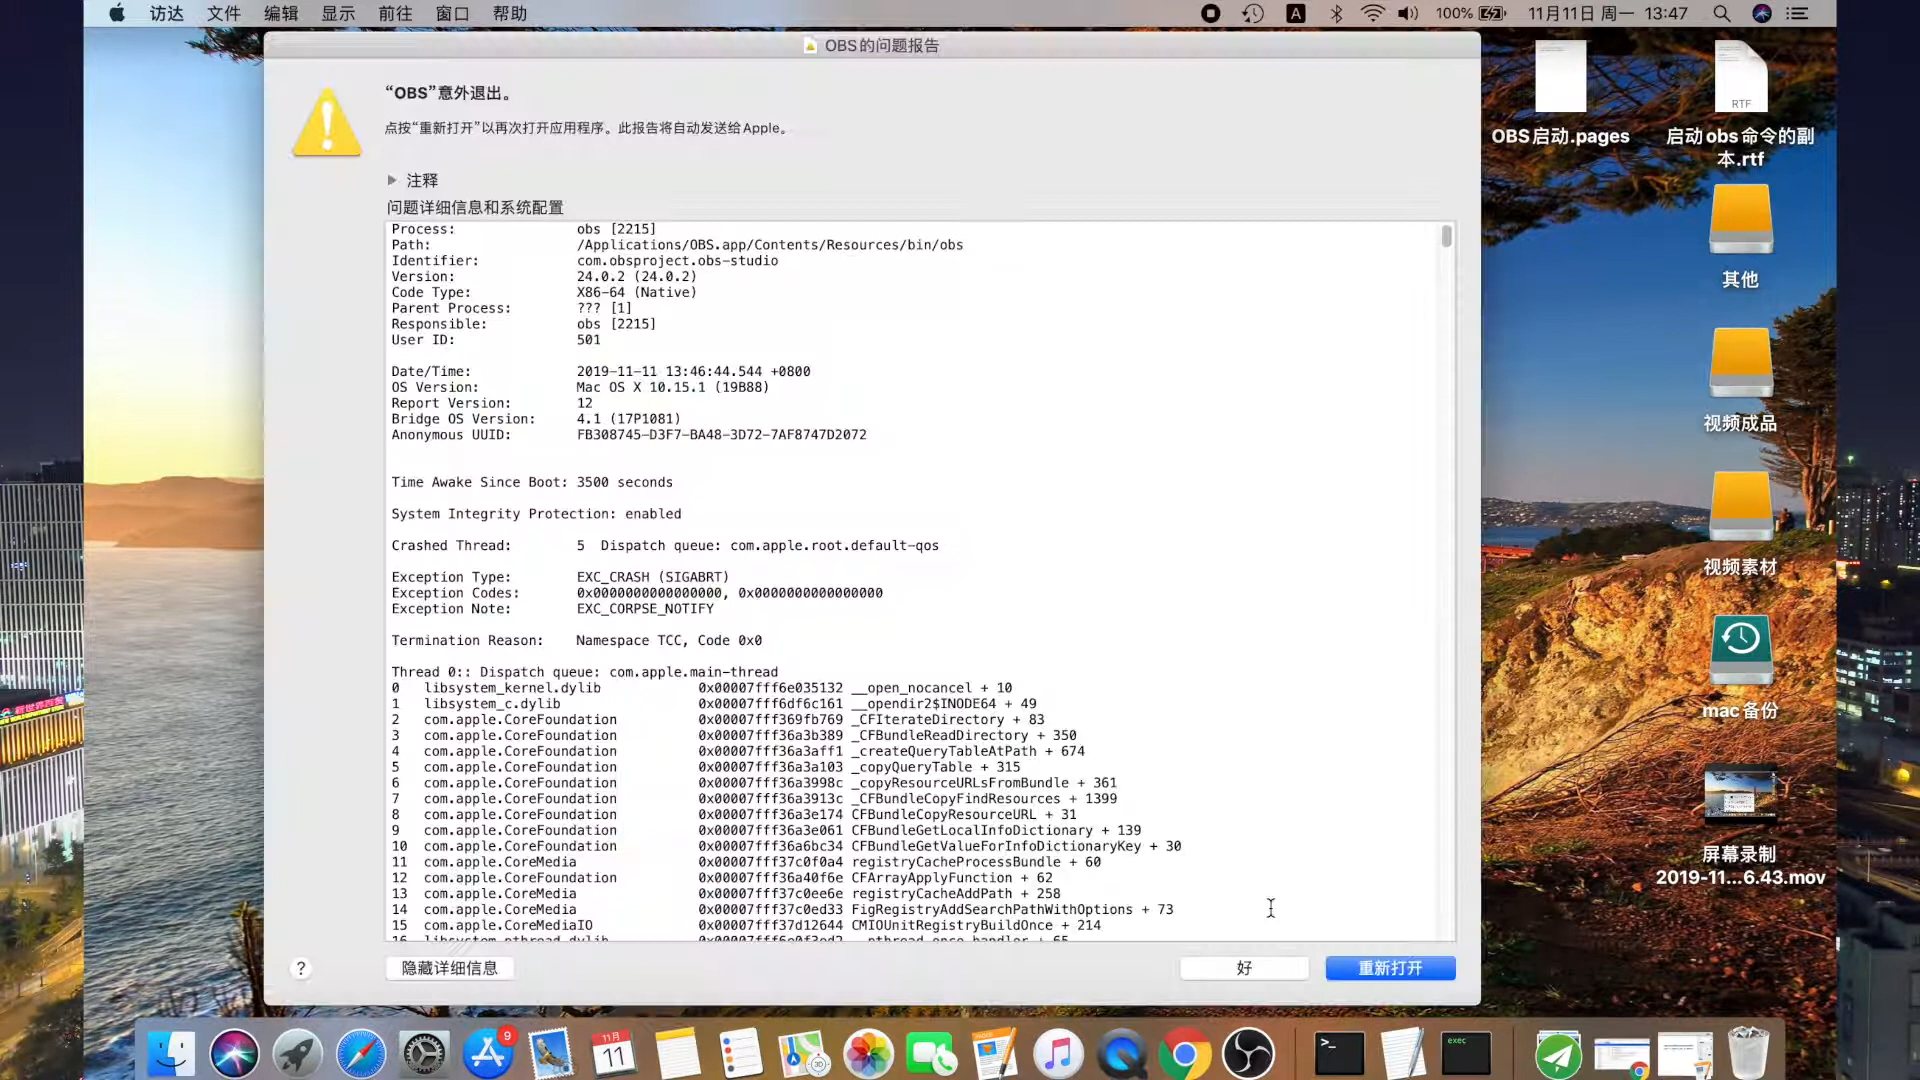 访达 文件 编辑 显示 前往 窗口 帮助
A 100% 11月11日 周一 13:47
OBS的问题报告
“OBS”意外退出。
点按“重新打开”以再次打开应用程序。此报告将自动发送给Apple。
注释
问题详细信息和系统配置
Process: obs [2215]
Path: /Applications/OBS.app/Contents/Resources/bin/obs
Identifier: com.obsproject.obs-studio
Version: 24.0.2 (24.0.2)
Code Type: X86-64 (Native)
Parent Process: ??? [1]
Responsible: obs [2215]
User ID: 501
Date/Time: 2019-11-11 13:46:44.544 +0800
OS Version: Mac OS X 10.15.1 (19B88)
Report Version: 12
Bridge OS Version: 4.1 (17P1081)
Anonymous UUID: FB308745-D3F7-BA48-3D72-7AF8747D2072
Time Awake Since Boot: 3500 seconds
System Integrity Protection: enabled
Crashed Thread: 5 Dispatch queue: com.apple.root.default-qos
Exception Type: EXC_CRASH (SIGABRT)
Exception Codes: 0x0000000000000000, 0x0000000000000000
Exception Note: EXC_CORPSE_NOTIFY
Termination Reason: Namespace TCC, Code 0x0
Thread 0:: Dispatch queue: com.apple.main-thread
0 libsystem_kernel.dylib 0x00007fff6e035132 __open_nocancel + 10
1 libsystem_c.dylib 0x00007fff6df6c161 __opendir2$INODE64 + 49
2 com.apple.CoreFoundation 0x00007fff369fb769 _CFIterateDirectory + 83
3 com.apple.CoreFoundation 0x00007fff36a3b389 _CFBundleReadDirectory + 350
4 com.apple.CoreFoundation 0x00007fff36a3aff1 _createQueryTableAtPath + 674
5 com.apple.CoreFoundation 0x00007fff36a3a103 _copyQueryTable + 315
6 com.apple.CoreFoundation 0x00007fff36a3998c _copyResourceURLsFromBundle + 361
7 com.apple.CoreFoundation 0x00007fff36a3913c _CFBundleCopyFindResources + 1399
8 com.apple.CoreFoundation 0x00007fff36a3e174 CFBundleCopyResourceURL + 31
9 com.apple.CoreFoundation 0x00007fff36a3e061 CFBundleGetLocalInfoDictionary + 139
10 com.apple.CoreFoundation 0x00007fff36a6bc34 CFBundleGetValueForInfoDictionaryKey + 30
11 com.apple.CoreMedia 0x00007fff37c0f0a4 registryCacheProcessBundle + 60
12 com.apple.CoreFoundation 0x00007fff36a40f6e CFArrayApplyFunction + 62
13 com.apple.CoreMedia 0x00007fff37c0ee6e registryCacheAddPath + 258
14 com.apple.CoreMedia 0x00007fff37c0ed33 FigRegistryAddSearchPathWithOptions + 73
15 com.apple.CoreMediaIO 0x00007fff37d12644 CMIOUnitRegistryBuildOnce + 214
隐藏详细信息
好
重新打开
OBS启动.pages
启动obs命令的副
本.rtf
RTF
其他
视频成品
视频素材
mac备份
屏幕录制
2019-11...6.43.mov
9
11月
11
3D
exec